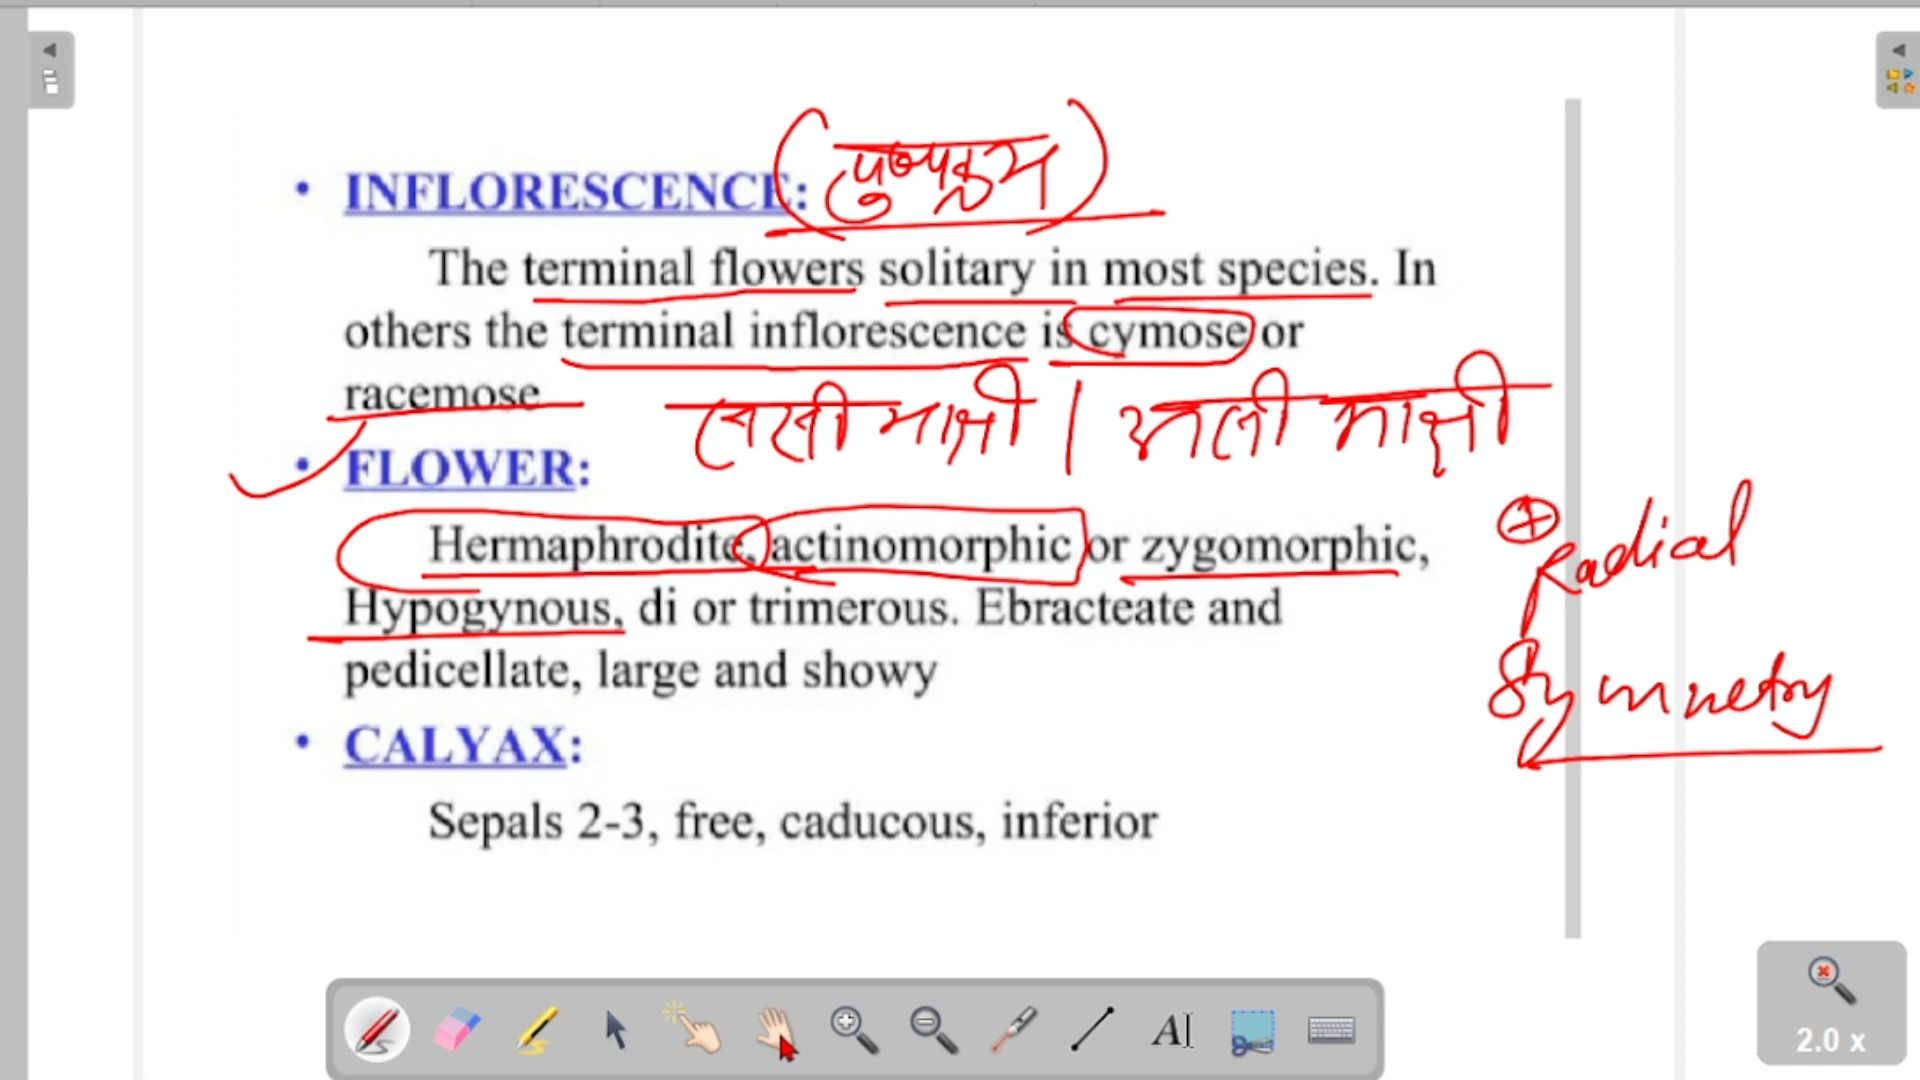 • INFLORESCENCE: (पुष्पक्रम)
The terminal flowers solitary in most species. In
others the terminal inflorescence is cymose or
racemose
• FLOWER:
Hermaphrodite, actinomorphic or zygomorphic,
Hypogynous, di or trimerous. Ebracteate and
pedicellate, large and showy
⊕
Radial
Symmetry
• CALYAX:
Sepals 2-3, free, caducous, inferior
AI
2.0 x